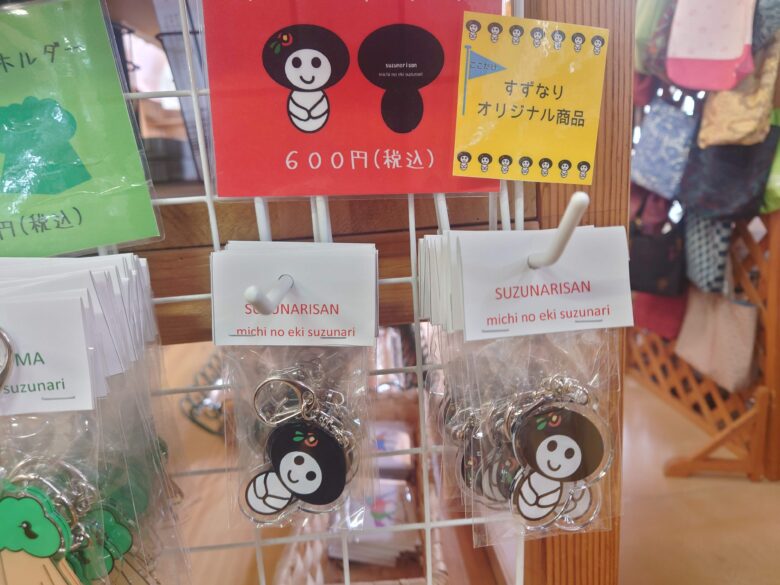 ホルダー
円(税込)
suzunarisan
michi no eki suzunari
600円(税込)
ここだけ
すずなり
オリジナル商品
MA
suzunari
SUZUNARISAN
michi no eki suzunari
SUZUNARISAN
michi no eki suzunari